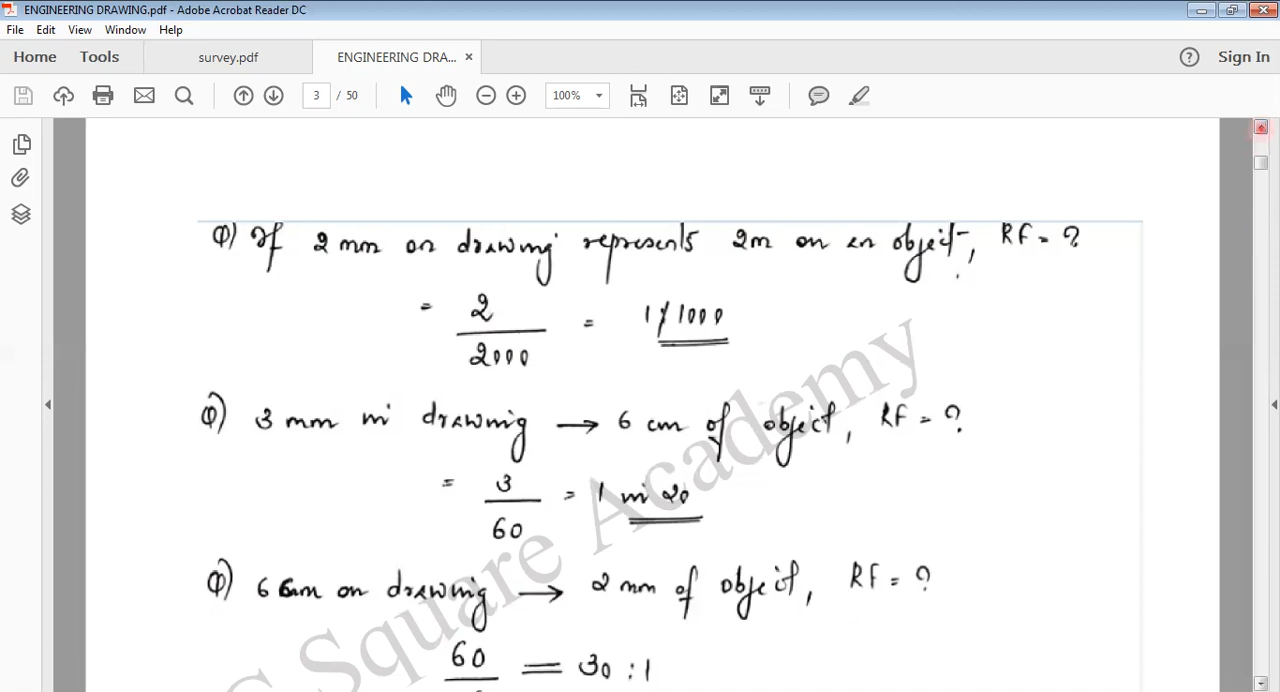 ENGINEERING DRAWING.pdf - Adobe Acrobat Reader DC
File Edit View Window Help
Home Tools survey.pdf ENGINEERING DRA... × ? Sign In
3 / 50 100%
Q) If 2 mm on drawing represents 2m on an object, RF = ?
= 2
2000
= 1/1000
Q) 3 mm in drawing → 6 cm of object, RF = ?
= 3
60
= 1 in 20
Q) 6 cm on drawing → 2 mm of object, RF = ?
60 = 30 : 1
Square Academy